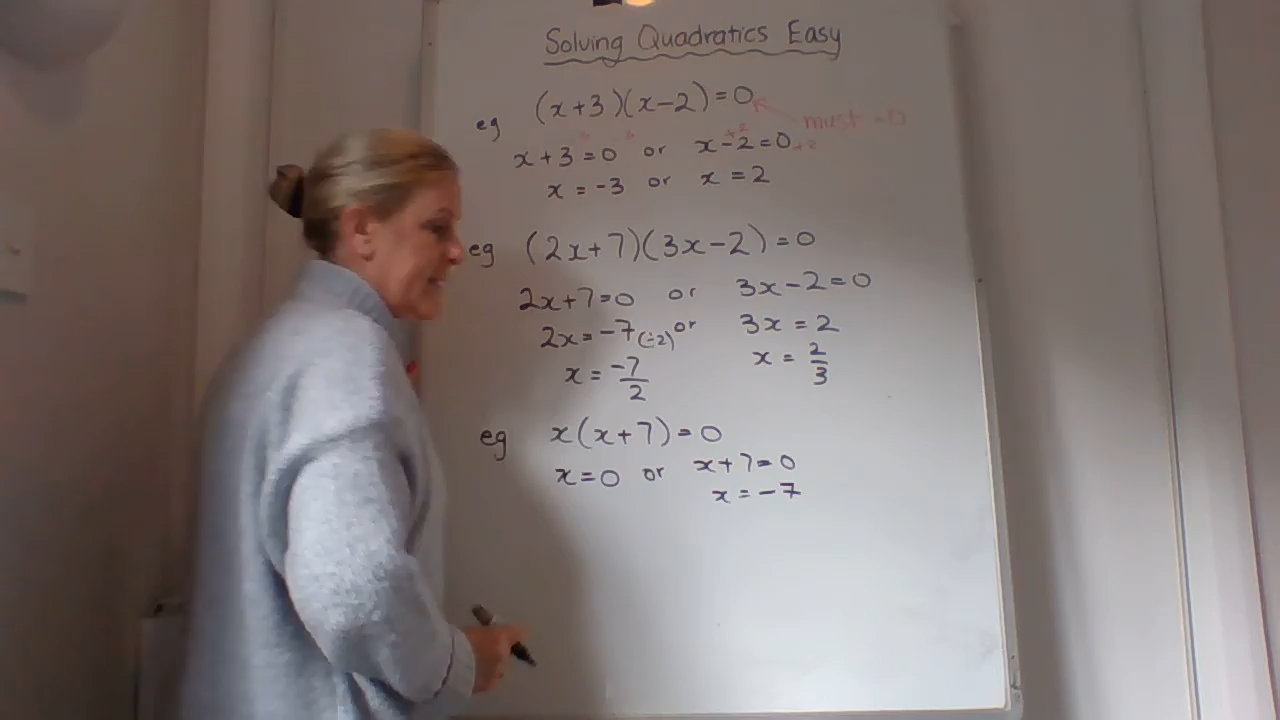 Solving Quadratics Easy
eg (x+3)(x-2)=0
must =0
x+3=0 or x-2=0
+2 +2
x = -3 or x = 2
eg (2x+7)(3x-2)=0
2x+7=0 or 3x-2=0
2x=-7(÷2) or 3x=2
x = -7/2 x = 2/3
eg x(x+7)=0
x=0 or x+7=0
x=-7